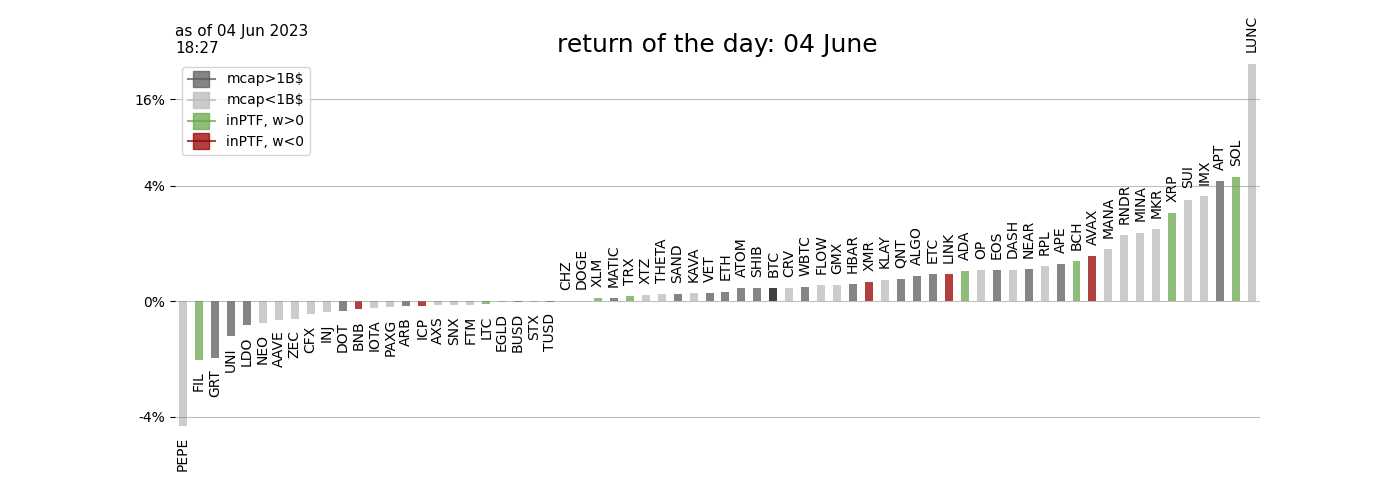 as of 04 Jun 2023
18:27
return of the day: 04 June
mcap>1B$
mcap<1B$
inPTF, w>0
inPTF, w<0
16%
4%
0%
-4%
PEPE
FIL
GRT
UNI
LDO
NEO
AAVE
ZEC
CFX
INJ
DOT
BNB
IOTA
PAXG
ARB
ICP
AXS
SNX
FTM
LTC
EGLD
BUSD
STX
TUSD
CHZ
DOGE
XLM
MATIC
TRX
XTZ
THETA
SAND
KAVA
VET
ETH
ATOM
SHIB
BTC
CRV
WBTC
FLOW
GMX
HBAR
XMR
KLAY
QNT
ALGO
ETC
LINK
ADA
OP
EOS
DASH
NEAR
RPL
APE
BCH
AVAX
MANA
RNDR
MINA
MKR
XRP
SUI
IMX
APT
SOL
LUNC